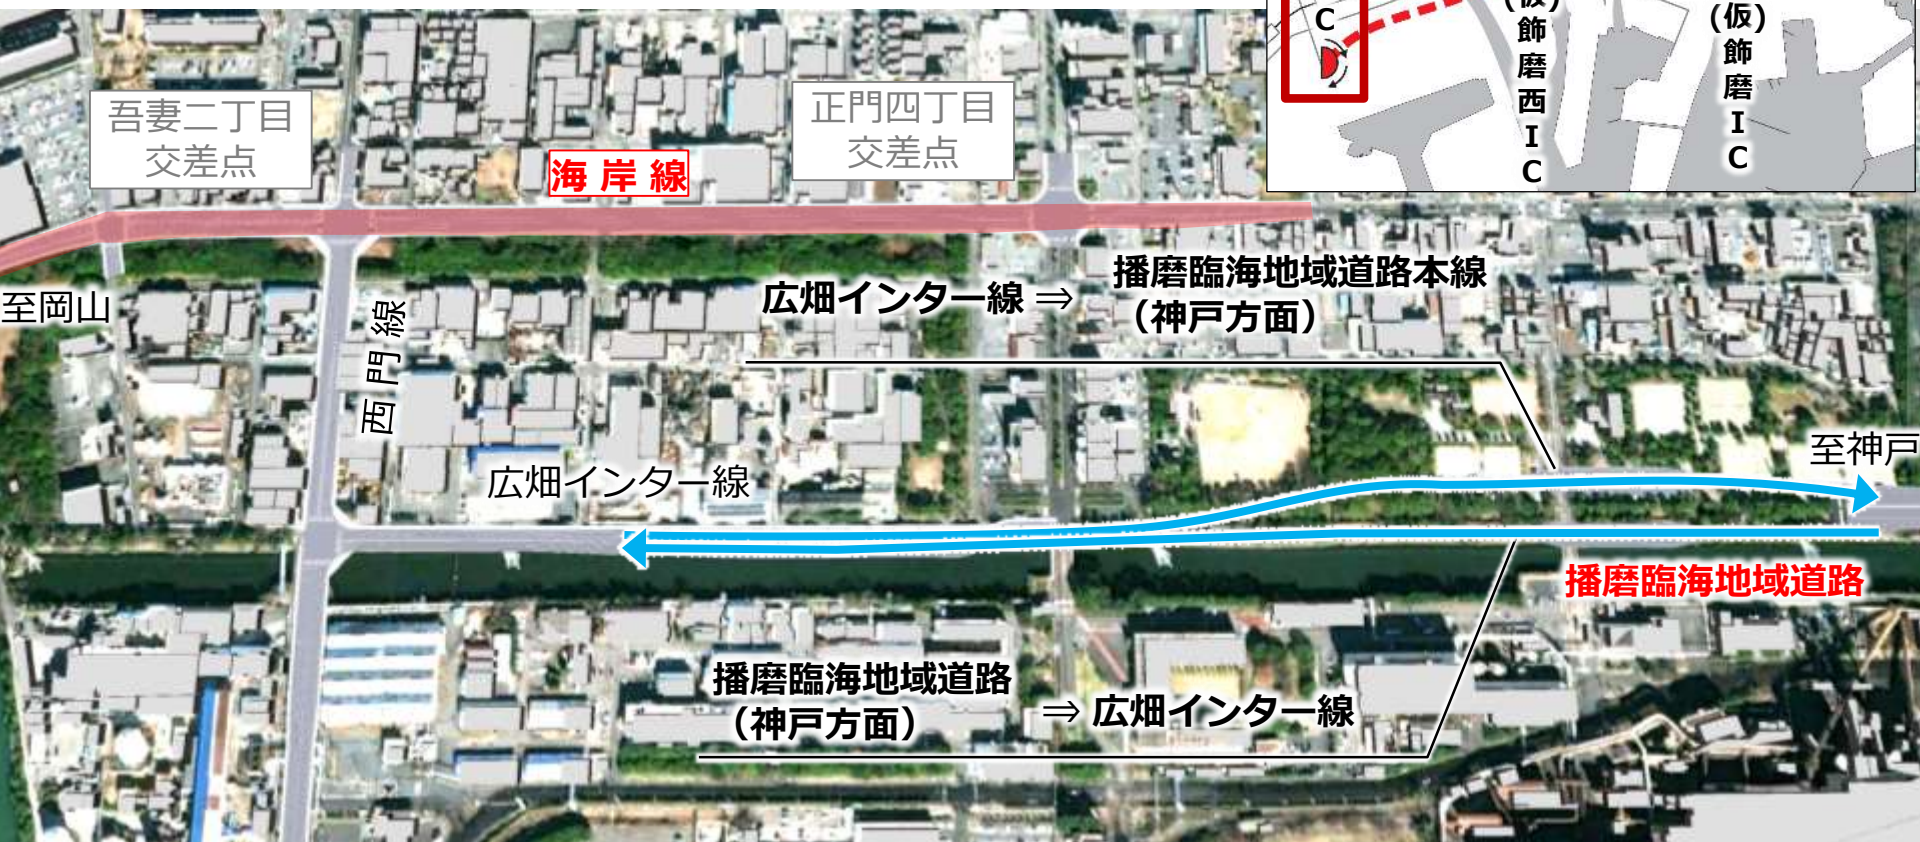 吾妻二丁目
交差点
海岸線
正門四丁目
交差点
C
(仮)
飾
磨
西
I
C
(仮)
飾
磨
I
C
至岡山
西門線
広畑インター線 ⇒
播磨臨海地域道路本線
（神戸方面）
広畑インター線
至神戸
播磨臨海地域道路
播磨臨海地域道路
（神戸方面）
⇒ 広畑インター線